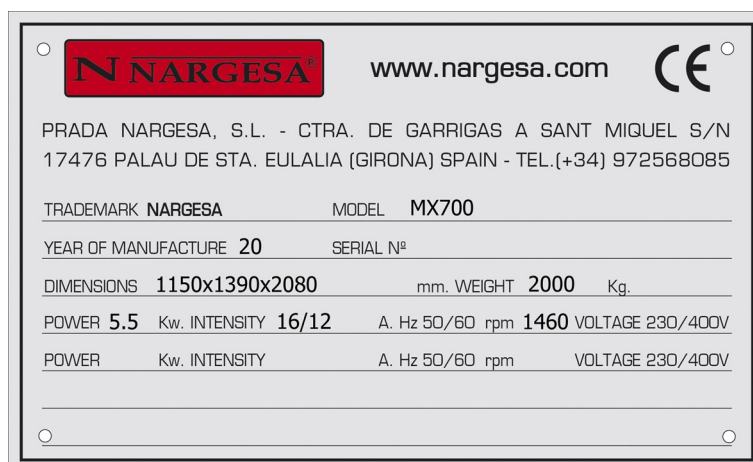 N NARGESA® www.nargesa.com CE
PRADA NARGESA, S.L. - CTRA. DE GARRIGAS A SANT MIQUEL S/N
17476 PALAU DE STA. EULALIA (GIRONA) SPAIN - TEL.(+34) 972568085
TRADEMARK NARGESA MODEL MX700
YEAR OF MANUFACTURE 20 SERIAL Nº
DIMENSIONS 1150x1390x2080 mm. WEIGHT 2000 Kg.
POWER 5.5 Kw. INTENSITY 16/12 A. Hz 50/60 rpm 1460 VOLTAGE 230/400V
POWER Kw. INTENSITY A. Hz 50/60 rpm VOLTAGE 230/400V